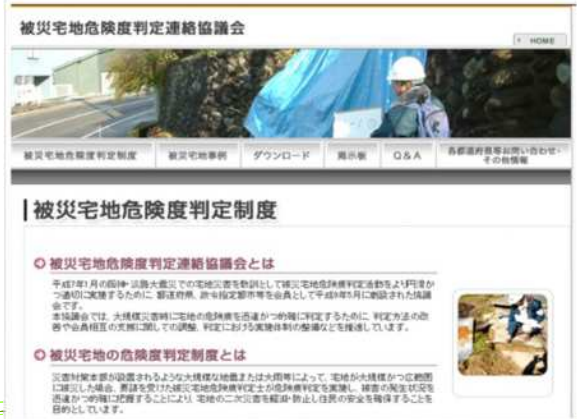 被災宅地危険度判定連絡協議会
HOME
被災宅地危険度判定制度 被災宅地事例 ダウンロード 掲示板 Q&A 各都道府県等お問い合わせ・
その他情報
被災宅地危険度判定制度
被災宅地危険度判定連絡協議会とは
平成7年1月の阪神・淡路大震災での宅地災害を教訓として被災宅地危険度判定活動をより円滑か
つ適切に実施するために、都道府県、政令指定都市等を会員として平成9年5月に創設された協議
会です。
本協議会では、大規模災害時に宅地の危険度を迅速かつ的確に判定するために、判定方法の改
善や会員相互の支援に関しての調整、判定における実施体制の整備などを推進しています。
被災宅地の危険度判定制度とは
災害対策本部が設置されるような大規模な地震または大雨等によって、宅地が大規模かつ広範囲
に被災した場合、要請を受けた被災宅地危険度判定士が危険度判定を実施し、被害の発生状況を
迅速かつ的確に把握することにより、宅地の二次災害を軽減・防止し住民の安全を確保することを
目的としています。